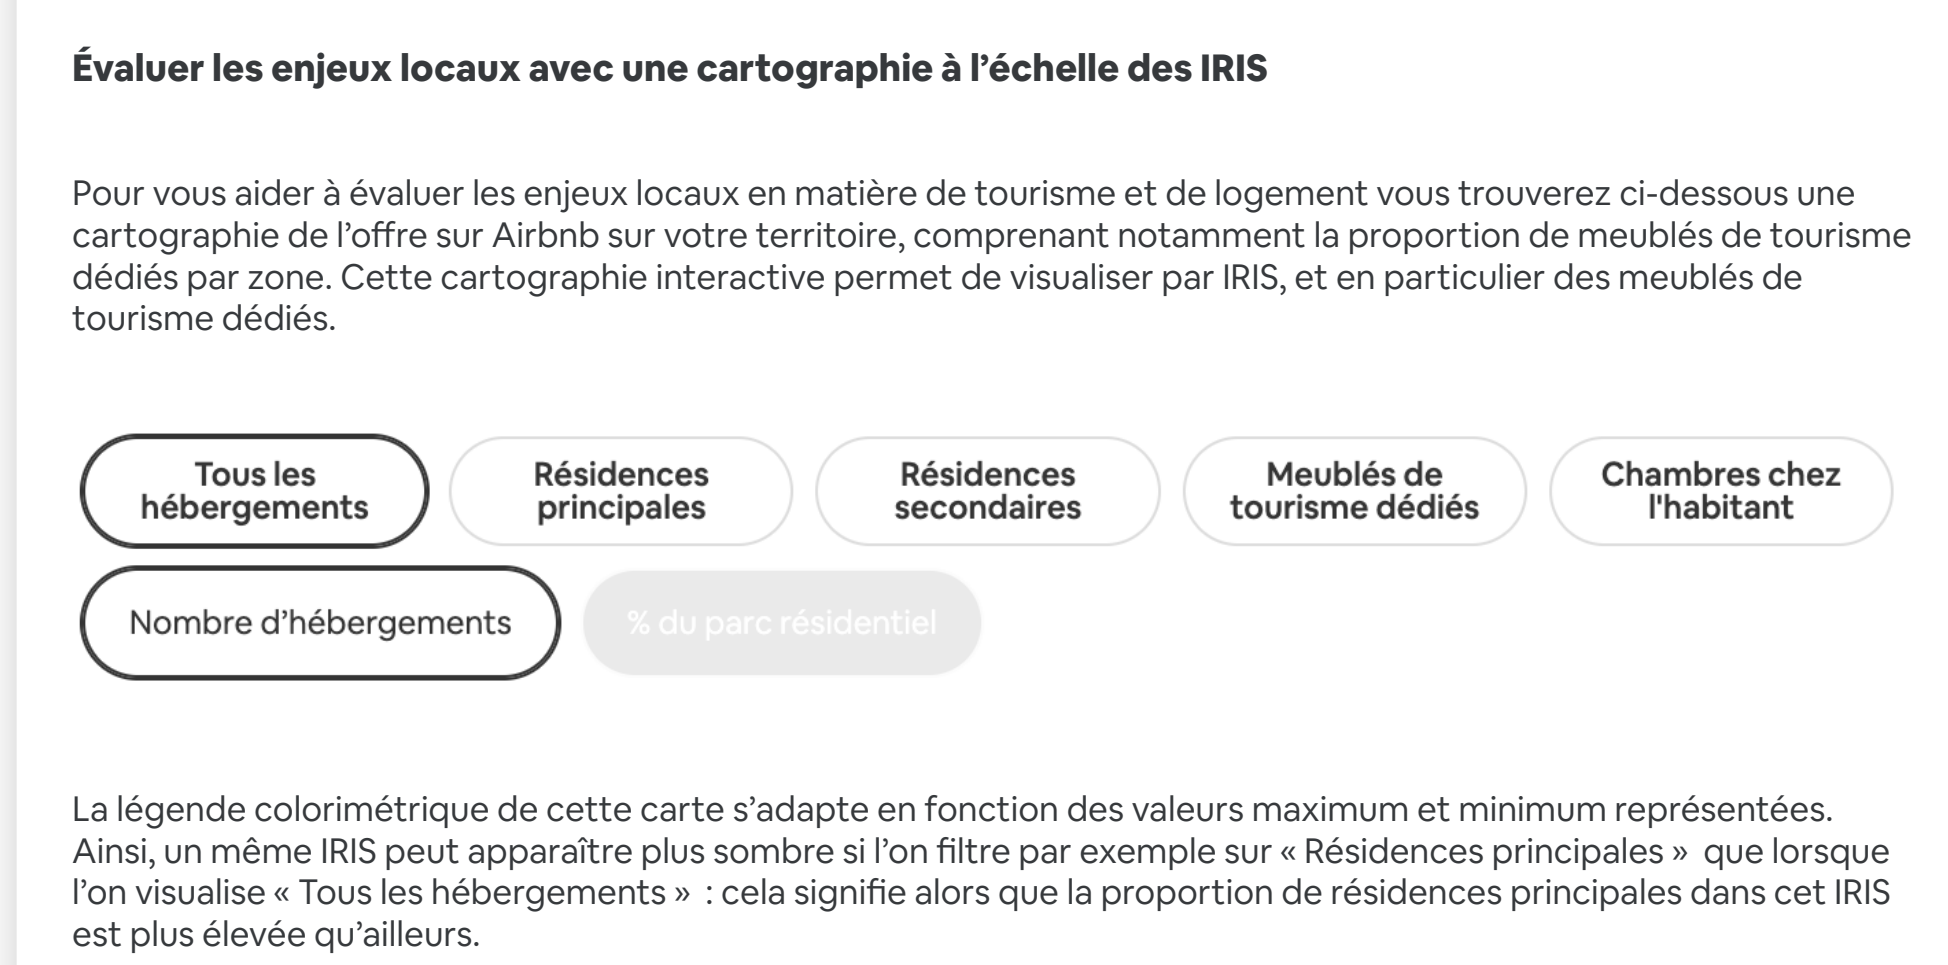 Évaluer les enjeux locaux avec une cartographie à l’échelle des IRIS
Pour vous aider à évaluer les enjeux locaux en matière de tourisme et de logement vous trouverez ci-dessous une
cartographie de l’offre sur Airbnb sur votre territoire, comprenant notamment la proportion de meublés de tourisme
dédiés par zone. Cette cartographie interactive permet de visualiser par IRIS, et en particulier des meublés de
tourisme dédiés.
Tous les
hébergements
Résidences
principales
Résidences
secondaires
Meublés de
tourisme dédiés
Chambres chez
l'habitant
Nombre d’hébergements
% du parc résidentiel
La légende colorimétrique de cette carte s’adapte en fonction des valeurs maximum et minimum représentées.
Ainsi, un même IRIS peut apparaître plus sombre si l’on filtre par exemple sur « Résidences principales »  que lorsque
l’on visualise « Tous les hébergements »  : cela signifie alors que la proportion de résidences principales dans cet IRIS
est plus élevée qu’ailleurs.